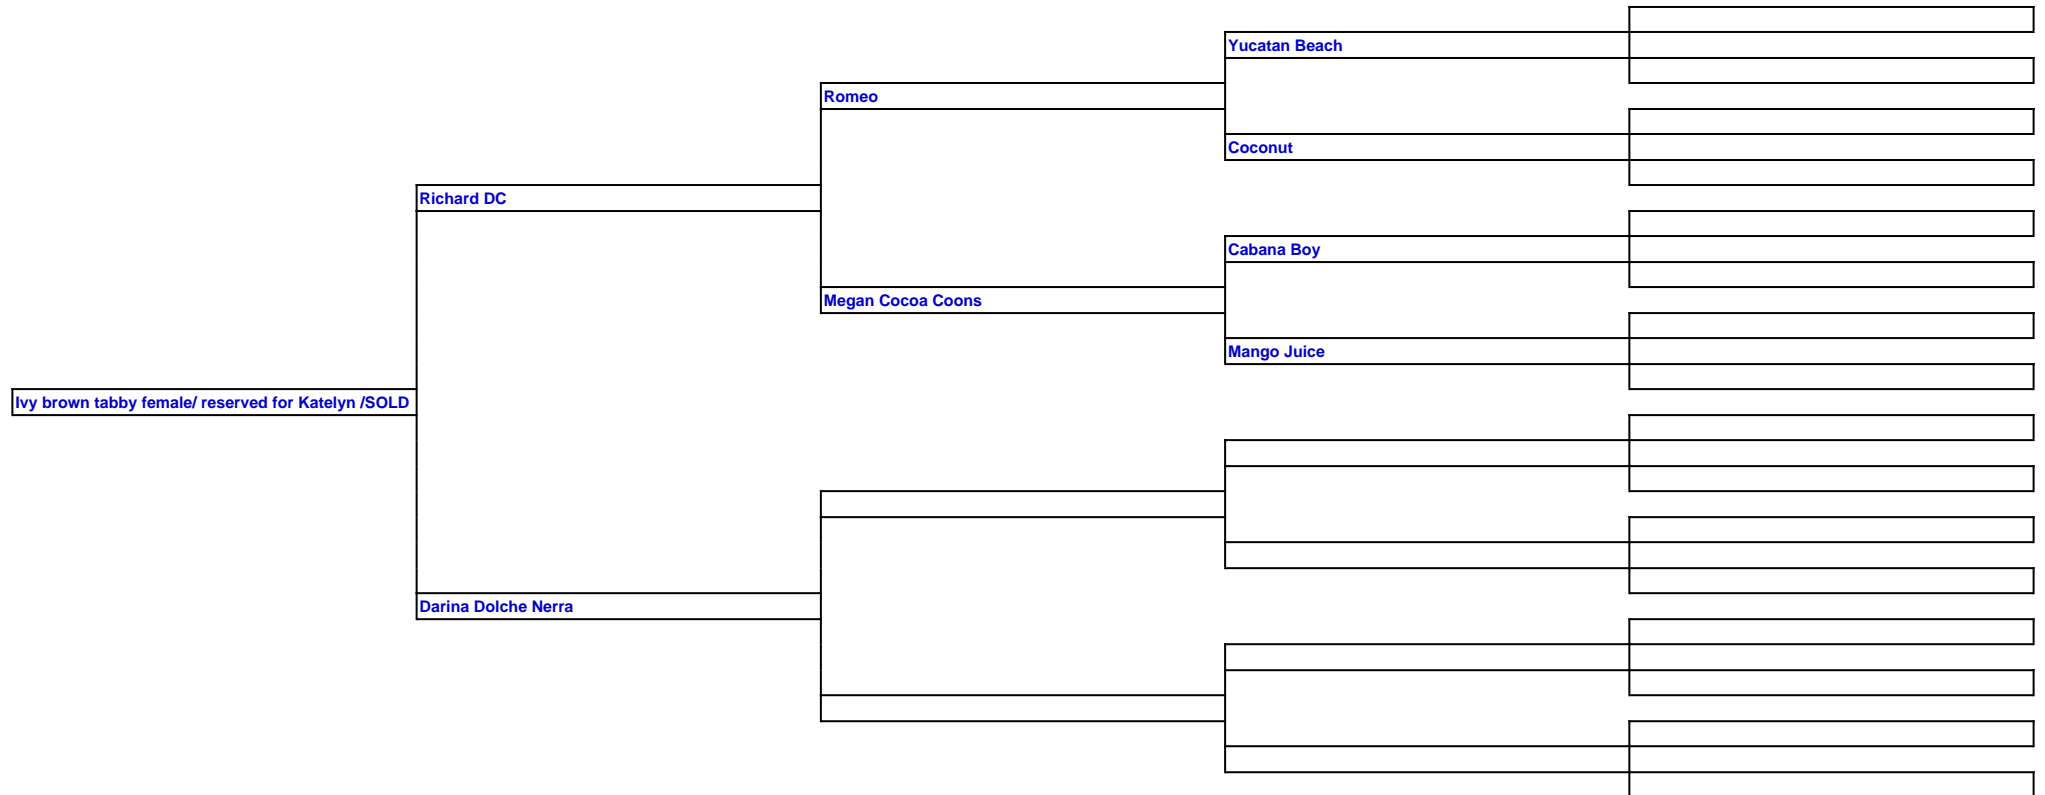 Yucatan Beach
Romeo
Coconut
Richard DC
Cabana Boy
Megan Cocoa Coons
Mango Juice
Ivy brown tabby female/ reserved for Katelyn /SOLD
Darina Dolche Nerra